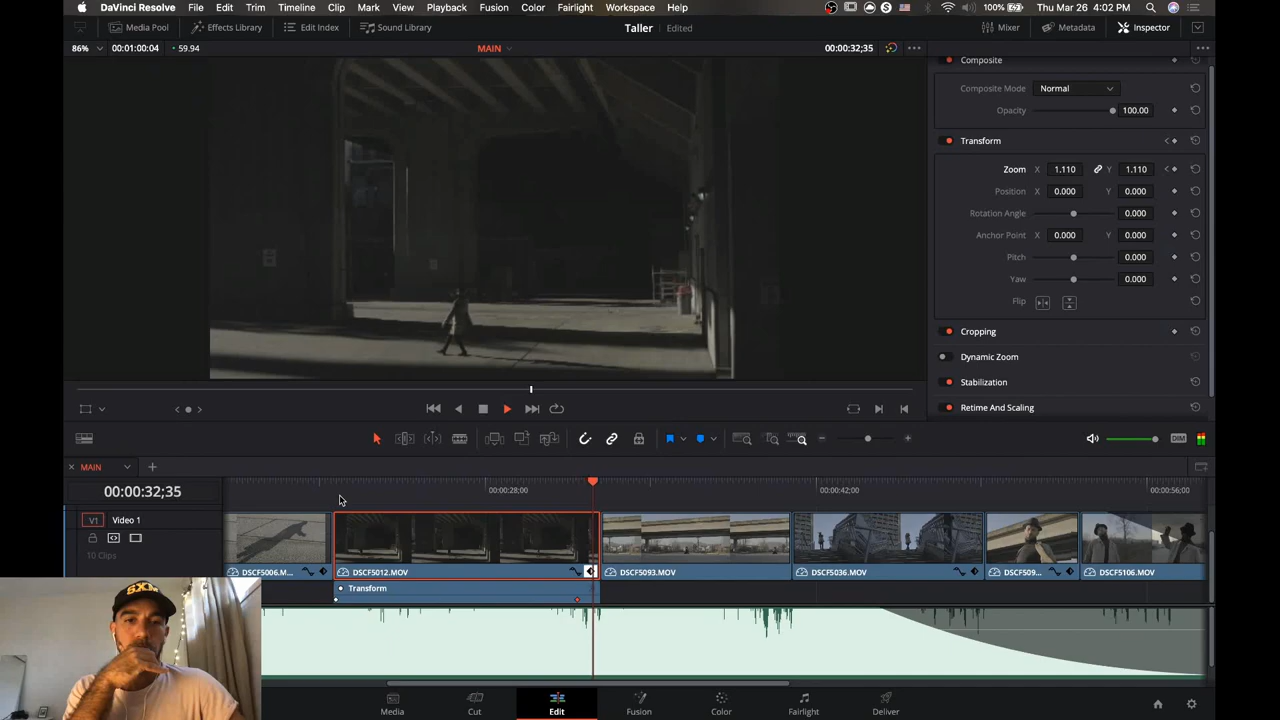 DaVinci Resolve File Edit Trim Timeline Clip Mark View Playback Fusion Color Fairlight Workspace Help 100% Thu Mar 26 4:02 PM
Media Pool Effects Library Edit Index Sound Library Taller Edited Mixer Metadata Inspector
86% 00:01:00:04 59.94 MAIN 00:00:32;35
Composite
Composite Mode Normal
Opacity 100.00
Transform
Zoom X 1.110 Y 1.110
Position X 0.000 Y 0.000
Rotation Angle 0.000
Anchor Point X 0.000 Y 0.000
Pitch 0.000
Yaw 0.000
Flip
Cropping
Dynamic Zoom
Stabilization
Retime And Scaling
DIM
MAIN
00:00:32;35 00:00:28;00 00:00:42;00 00:00:56;00
V1 Video 1
10 Clips
DSCF5006.M... DSCF5012.MOV DSCF5093.MOV DSCF5036.MOV DSCF509... DSCF5106.MOV
Transform
Media Cut Edit Fusion Color Fairlight Deliver